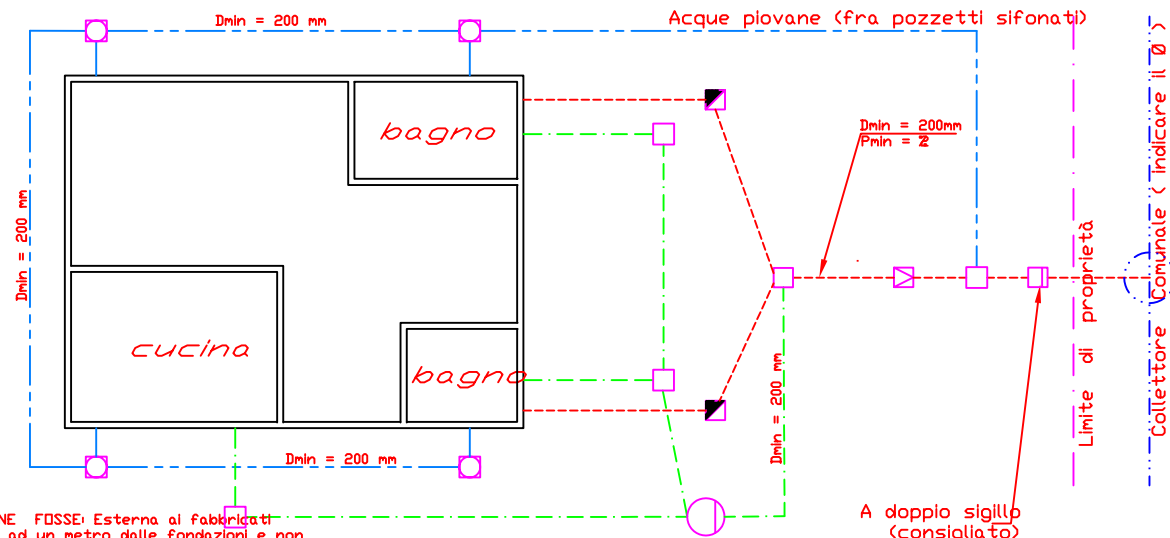 Dmin = 200 mm
Acque piovane (fra pozzetti sifonati)
bagno
Dmin = 200mm
Pmin =
Dmin = 200 mm
cucina
bagno
Dmin = 200 mm
Dmin = 200 mm
Limite di proprietà
Collettore Comunale ( indicare il Ø )
NE FOSSE: Esterna ai fabbricati
ad un metro dalle fondazioni e non
A doppio sigillo
(consigliato)